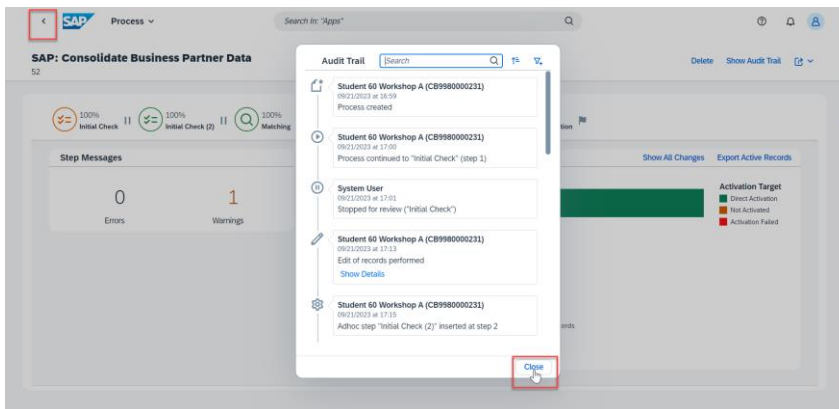 SAP Process
Search In: "Apps"
SAP: Consolidate Business Partner Data
52
Delete Show Audit Trail
100%
Initial Check
100%
Initial Check (2)
100%
Matching
Step Messages
0
Errors
1
Warnings
Show All Changes Export Active Records
Activation Target
Direct Activation
Not Activated
Activation Failed
Audit Trail
Search
Student 60 Workshop A (CB9980000231)
09/21/2023 at 16:59
Process created
Student 60 Workshop A (CB9980000231)
09/21/2023 at 17:00
Process continued to "Initial Check" (step 1)
System User
09/21/2023 at 17:01
Stopped for review ("Initial Check")
Student 60 Workshop A (CB9980000231)
09/21/2023 at 17:13
Edit of records performed
Show Details
Student 60 Workshop A (CB9980000231)
09/21/2023 at 17:15
Adhoc step "Initial Check (2)" inserted at step 2
Close